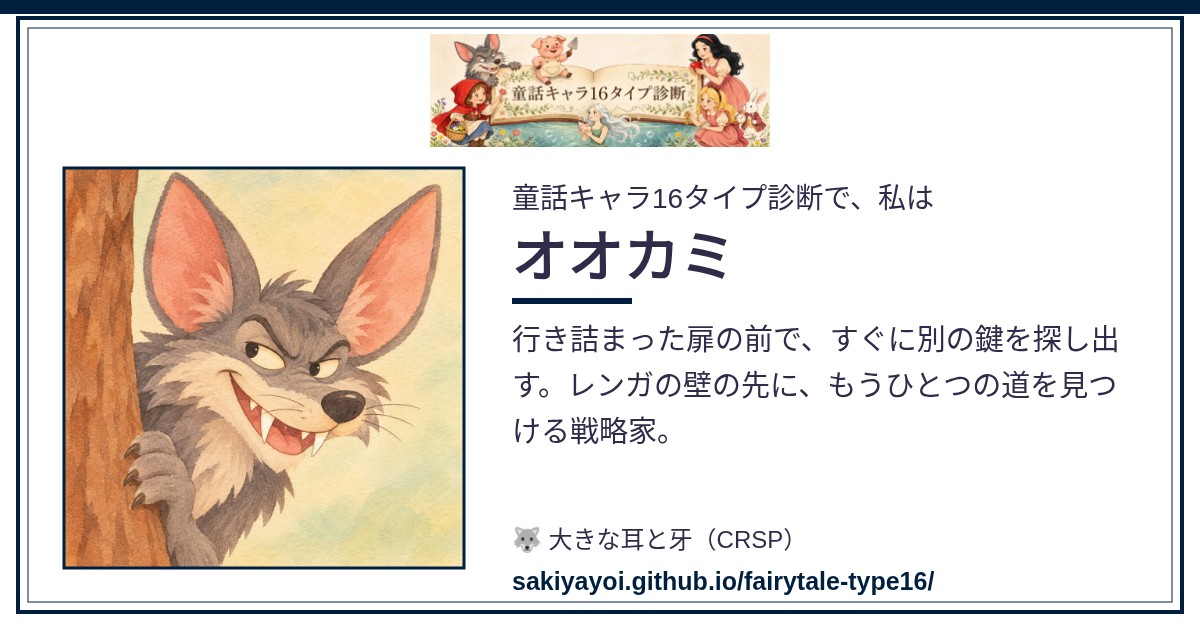 童話キャラ16タイプ診断
童話キャラ16タイプ診断で、私は
オオカミ
行き詰まった扉の前で、すぐに別の鍵を探し出
す。レンガの壁の先に、もうひとつの道を見つ
ける戦略家。
🐺 大きな耳と牙（CRSP）
sakiyayoi.github.io/fairytale-type16/